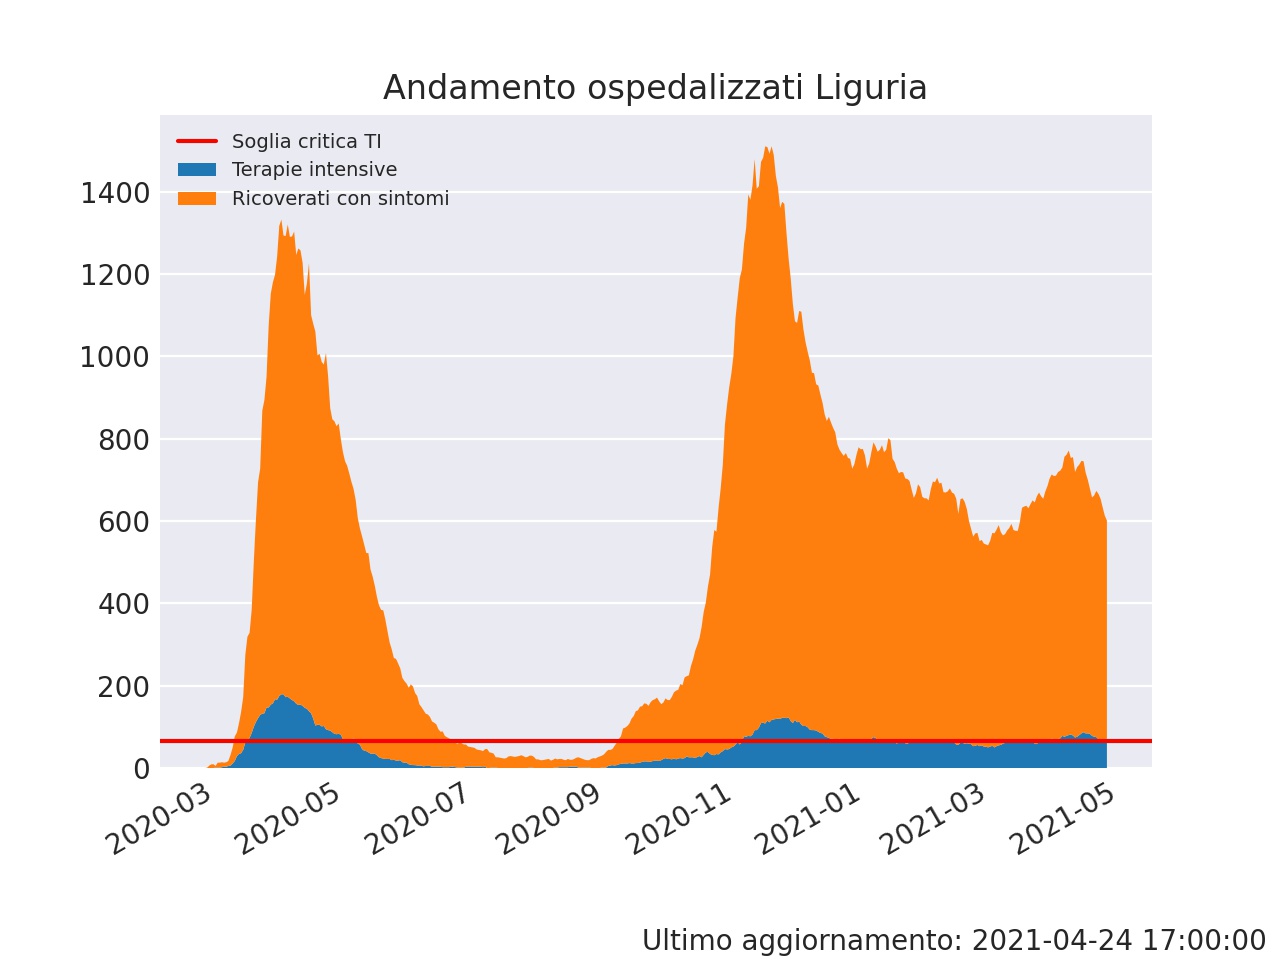 Andamento ospedalizzati Liguria
Soglia critica TI
Terapie intensive
Ricoverati con sintomi
1400
1200
1000
800
600
400
200
0
2020-03 2020-05 2020-07 2020-09 2020-11 2021-01 2021-03 2021-05
Ultimo aggiornamento: 2021-04-24 17:00:00